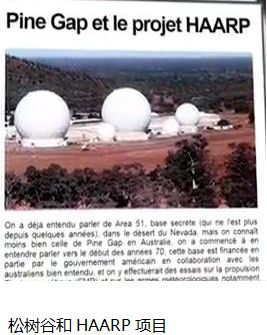 Pine Gap et le projet HAARP
On a déjà entendu parler de Area 51, base secrète (qui ne l'est plus
depuis quelques années), dans le désert du Nevada, mais on connaît
moins bien celle de Pine Gap en Australie, on a commencé à en
entendre parler vers le début des années 70, cette base est financée en
partie par le gouvernement américain en collaboration avec les
australiens bien entendu, et on y effectuerait des essais sur la propulsion
et sur les armes météorologiques notamment
松树谷和 HAARP 项目